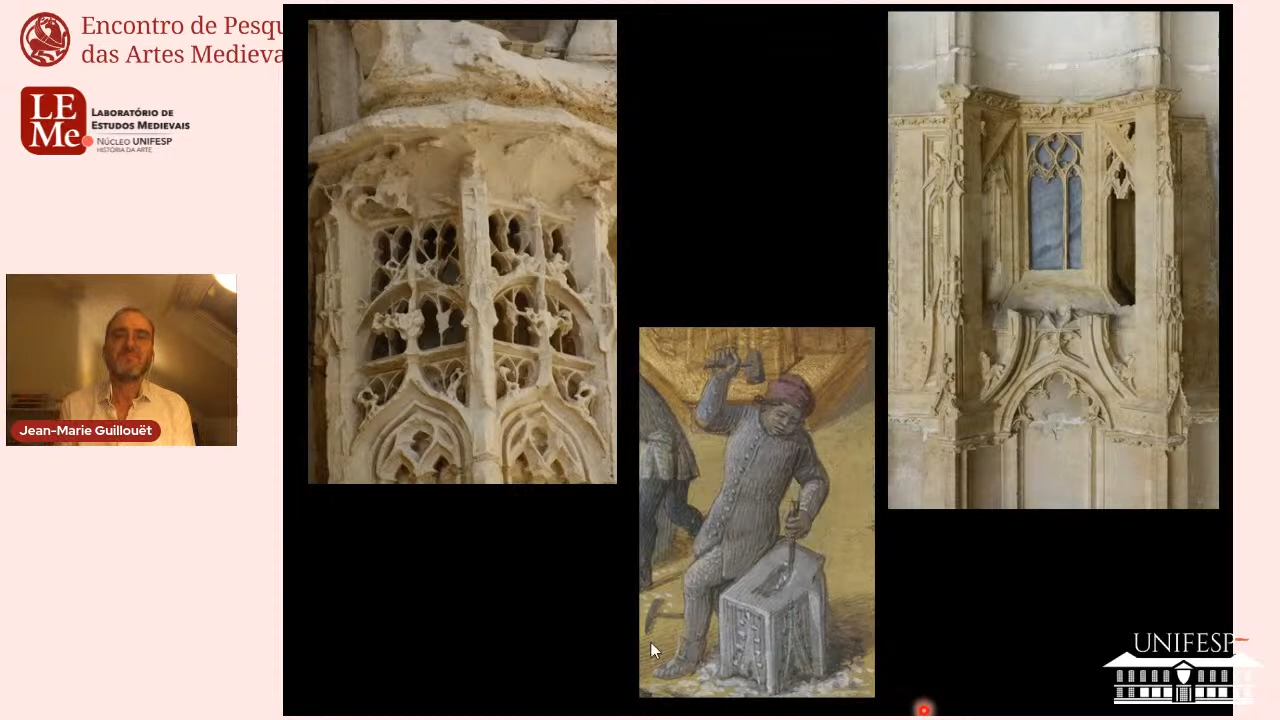 Encontro de Pesqu
das Artes Medieva
LE
Me
LABORATÓRIO DE
ESTUDOS MEDIEVAIS
NÚCLEO UNIFESP
HISTÓRIA DA ARTE
Jean-Marie Guillouët
UNIFESP